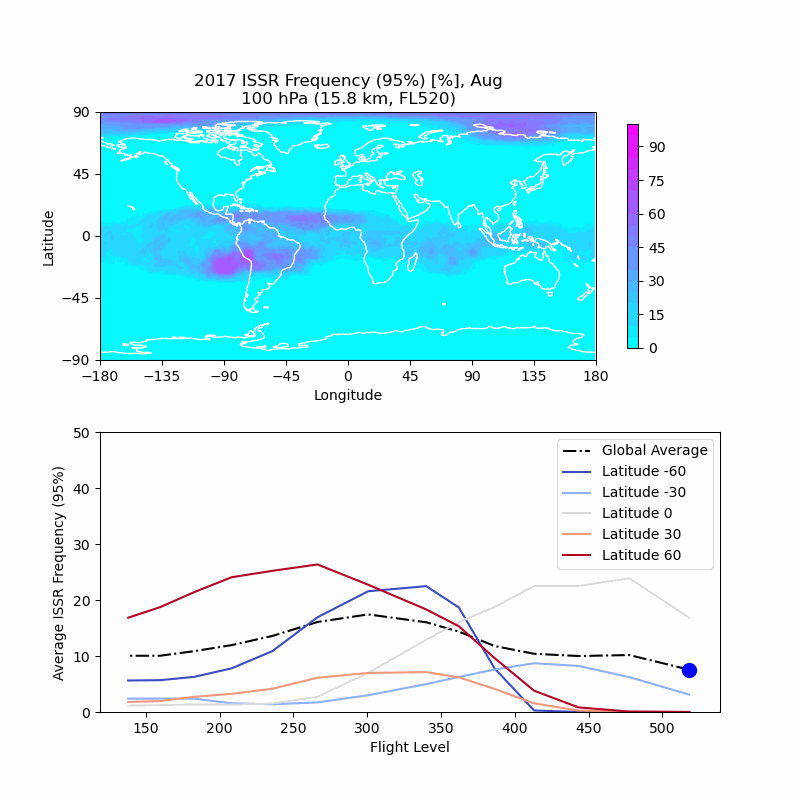 2017 ISSR Frequency (95%) [%], Aug
100 hPa (15.8 km, FL520)
90
45
0
−45
−90
Latitude
−180 −135 −90 −45 0 45 90 135 180
Longitude
90
75
60
45
30
15
0
50
40
30
20
10
0
Average ISSR Frequency (95%)
Global Average
Latitude -60
Latitude -30
Latitude 0
Latitude 30
Latitude 60
150 200 250 300 350 400 450 500
Flight Level